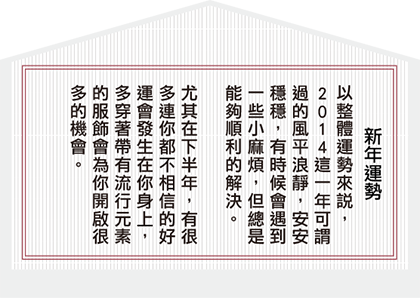 新年運勢
以整體運勢來說，
2014這一年可謂
過的風平浪靜，安安
穩穩，有時候會遇到
一些小麻煩，但總是
能夠順利的解決。
尤其在下半年，有很
多連你都不相信的好
運會發生在你身上，
多穿著帶有流行元素
的服飾會為你開啟很
多的機會。